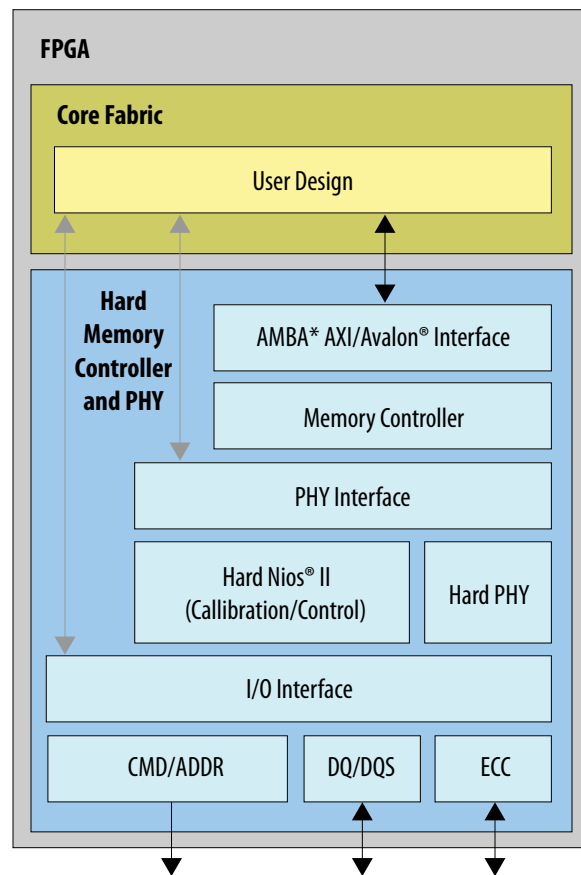 FPGA
Core Fabric
User Design
Hard
Memory
Controller
and PHY
AMBA* AXI/Avalon® Interface
Memory Controller
PHY Interface
Hard Nios® II
(Callibration/Control)
Hard PHY
I/O Interface
CMD/ADDR
DQ/DQS
ECC